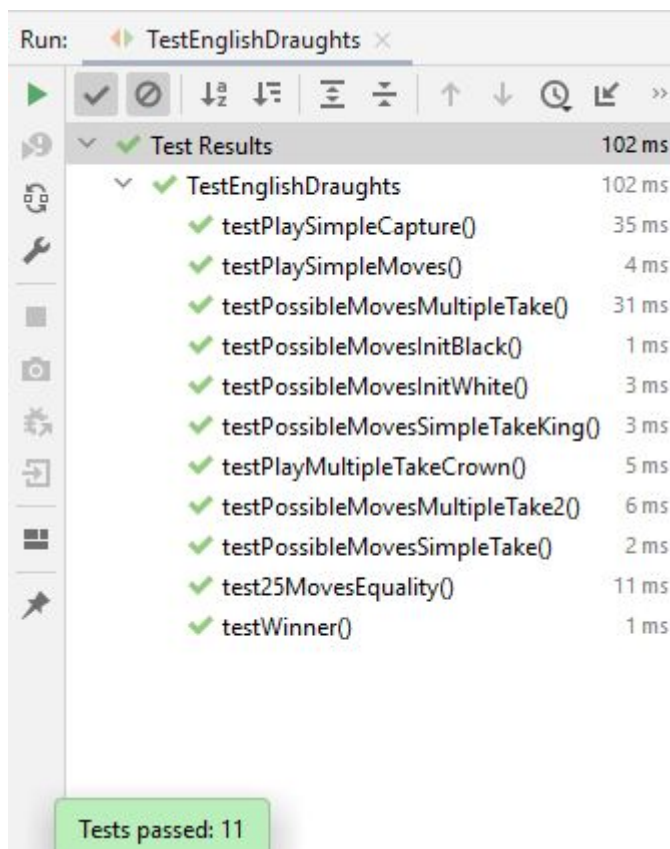 Run: TestEnglishDraughts
Test Results 102 ms
TestEnglishDraughts 102 ms
testPlaySimpleCapture() 35 ms
testPlaySimpleMoves() 4 ms
testPossibleMovesMultipleTake() 31 ms
testPossibleMovesInitBlack() 1 ms
testPossibleMovesInitWhite() 3 ms
testPossibleMovesSimpleTakeKing() 3 ms
testPlayMultipleTakeCrown() 5 ms
testPossibleMovesMultipleTake2() 6 ms
testPossibleMovesSimpleTake() 2 ms
test25MovesEquality() 11 ms
testWinner() 1 ms
Tests passed: 11